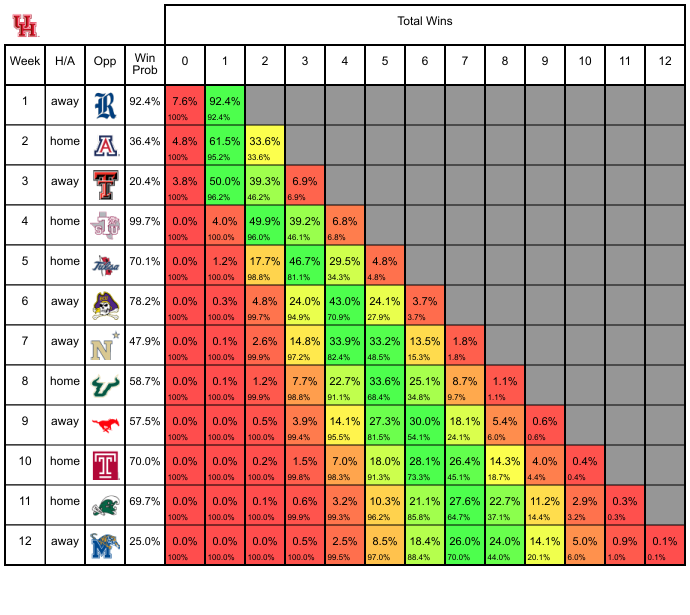 UH
Total Wins
Week H/A Opp Win Prob 0 1 2 3 4 5 6 7 8 9 10 11 12
1 away R 92.4% 7.6% 92.4%
100% 92.4%
2 home A 36.4% 4.8% 61.5% 33.6%
100% 95.2% 33.6%
3 away T 20.4% 3.8% 50.0% 39.3% 6.9%
100% 96.2% 46.2% 6.9%
4 home 99.7% 0.0% 4.0% 49.9% 39.2% 6.8%
100% 100.0% 96.0% 46.1% 6.8%
5 home Tulsa 70.1% 0.0% 1.2% 17.7% 46.7% 29.5% 4.8%
100% 100.0% 98.8% 81.1% 34.3% 4.8%
6 away 78.2% 0.0% 0.3% 4.8% 24.0% 43.0% 24.1% 3.7%
100% 100.0% 99.7% 94.9% 70.9% 27.9% 3.7%
7 away N 47.9% 0.0% 0.1% 2.6% 14.8% 33.9% 33.2% 13.5% 1.8%
100% 100.0% 99.9% 97.2% 82.4% 48.5% 15.3% 1.8%
8 home 58.7% 0.0% 0.1% 1.2% 7.7% 22.7% 33.6% 25.1% 8.7% 1.1%
100% 100.0% 99.9% 98.8% 91.1% 68.4% 34.8% 9.7% 1.1%
9 away 57.5% 0.0% 0.0% 0.5% 3.9% 14.1% 27.3% 30.0% 18.1% 5.4% 0.6%
100% 100.0% 100.0% 99.4% 95.5% 81.5% 54.1% 24.1% 6.0% 0.6%
10 home T 70.0% 0.0% 0.0% 0.2% 1.5% 7.0% 18.0% 28.1% 26.4% 14.3% 4.0% 0.4%
100% 100.0% 100.0% 99.8% 98.3% 91.3% 73.3% 45.1% 18.7% 4.4% 0.4%
11 home 69.7% 0.0% 0.0% 0.1% 0.6% 3.2% 10.3% 21.1% 27.6% 22.7% 11.2% 2.9% 0.3%
100% 100.0% 100.0% 99.9% 99.3% 96.2% 85.8% 64.7% 37.1% 14.4% 3.2% 0.3%
12 away M 25.0% 0.0% 0.0% 0.0% 0.5% 2.5% 8.5% 18.4% 26.0% 24.0% 14.1% 5.0% 0.9% 0.1%
100% 100.0% 100.0% 100.0% 99.5% 97.0% 88.4% 70.0% 44.0% 20.1% 6.0% 1.0% 0.1%